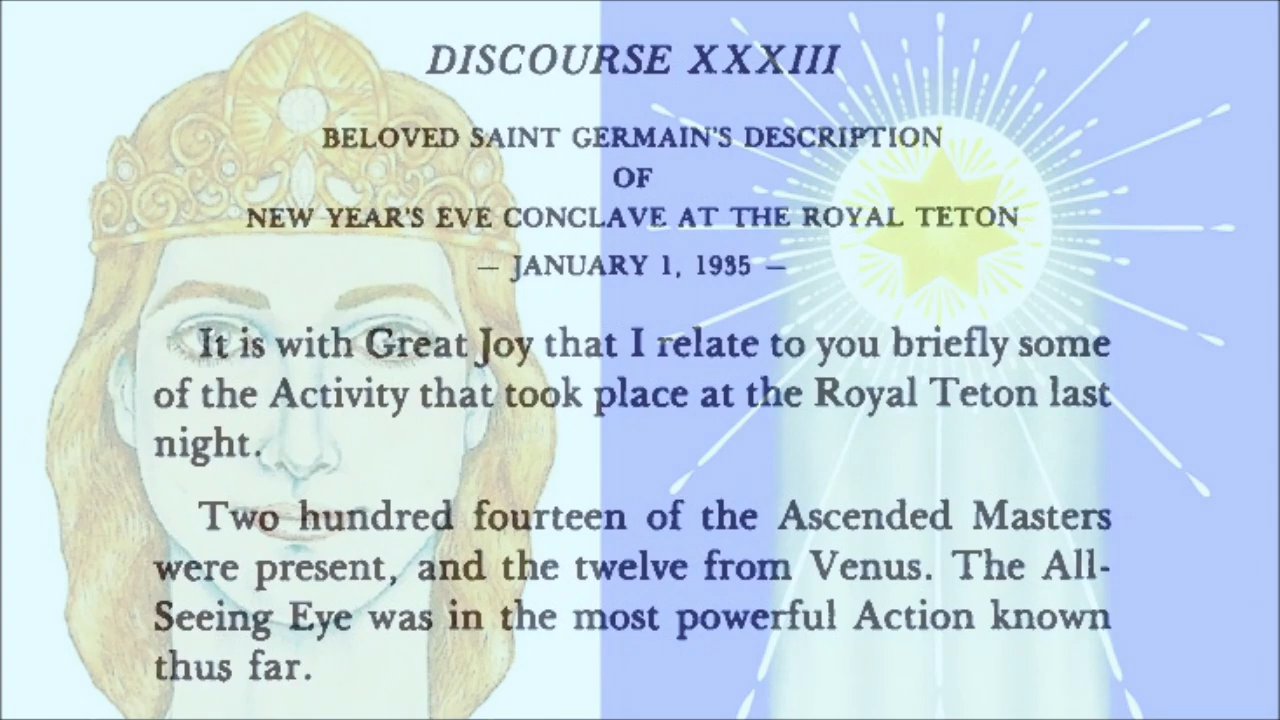 DISCOURSE XXXIII
BELOVED SAINT GERMAIN'S DESCRIPTION
OF
NEW YEAR'S EVE CONCLAVE AT THE ROYAL TETON
— JANUARY 1, 1935 —
It is with Great Joy that I relate to you briefly some
of the Activity that took place at the Royal Teton last
night.
Two hundred fourteen of the Ascended Masters
were present, and the twelve from Venus. The All-
Seeing Eye was in the most powerful Action known
thus far.